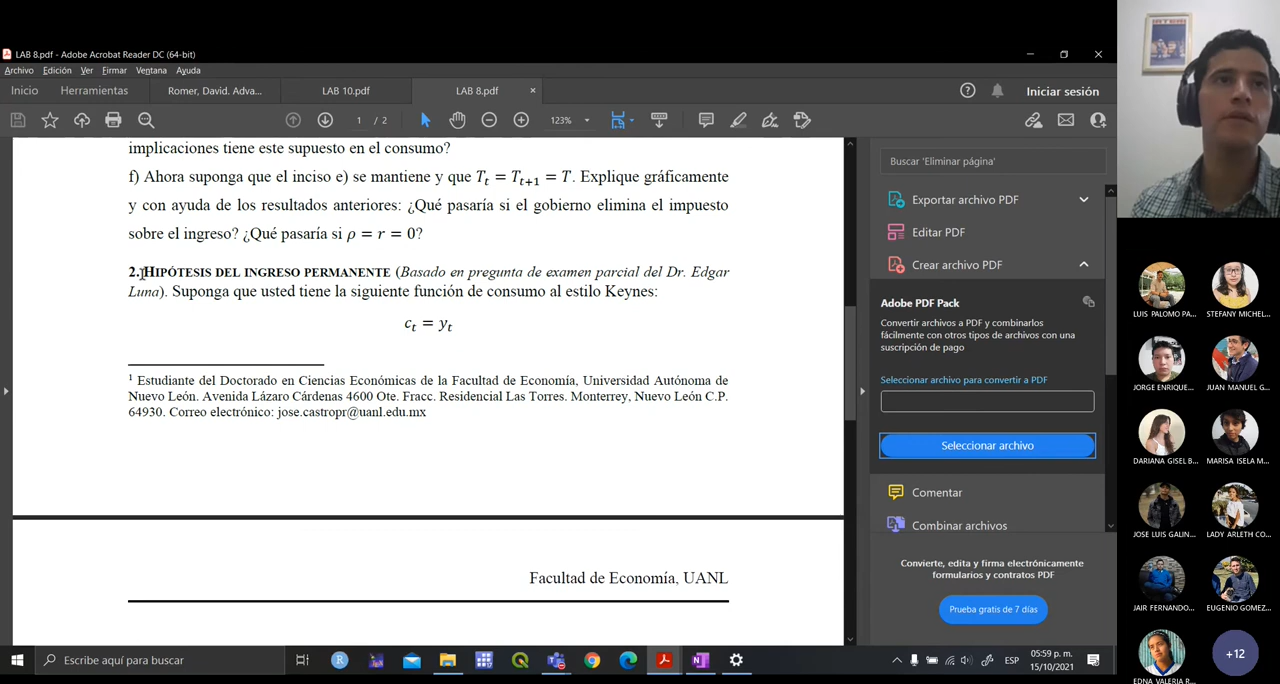 LAB 8.pdf - Adobe Acrobat Reader DC (64-bit)
Archivo Edición Ver Firmar Ventana Ayuda
Inicio Herramientas Romer, David. Adva... LAB 10.pdf LAB 8.pdf × Iniciar sesión
1 / 2 123%
implicaciones tiene este supuesto en el consumo?
f) Ahora suponga que el inciso e) se mantiene y que Tₜ = Tₜ₊₁ = T. Explique gráficamente
y con ayuda de los resultados anteriores: ¿Qué pasaría si el gobierno elimina el impuesto
sobre el ingreso? ¿Qué pasaría si ρ = r = 0?
2. HIPÓTESIS DEL INGRESO PERMANENTE (Basado en pregunta de examen parcial del Dr. Edgar
Luna). Suponga que usted tiene la siguiente función de consumo al estilo Keynes:
cₜ = yₜ
1 Estudiante del Doctorado en Ciencias Económicas de la Facultad de Economía, Universidad Autónoma de
Nuevo León. Avenida Lázaro Cárdenas 4600 Ote. Fracc. Residencial Las Torres. Monterrey, Nuevo León C.P.
64930. Correo electrónico: jose.castropr@uanl.edu.mx
Facultad de Economía, UANL
Buscar 'Eliminar página'
Exportar archivo PDF
Editar PDF
Crear archivo PDF
Adobe PDF Pack
Convertir archivos a PDF y combinarlos
fácilmente con otros tipos de archivos con una
suscripción de pago
Seleccionar archivo para convertir a PDF
Seleccionar archivo
Comentar
Combinar archivos
Convierte, edita y firma electrónicamente
formularios y contratos PDF
Prueba gratis de 7 días
LUIS PALOMO PA... STEFANY MICHEL...
JORGE ENRIQUE... JUAN MANUEL G...
DARIANA GISEL B... MARISA ISELA M...
JOSE LUIS GALIN... LADY ARLETH CO...
JAIR FERNANDO... EUGENIO GOMEZ...
EDNA VALERIA R... +12
Escribe aquí para buscar
ESP
05:59 p. m.
15/10/2021